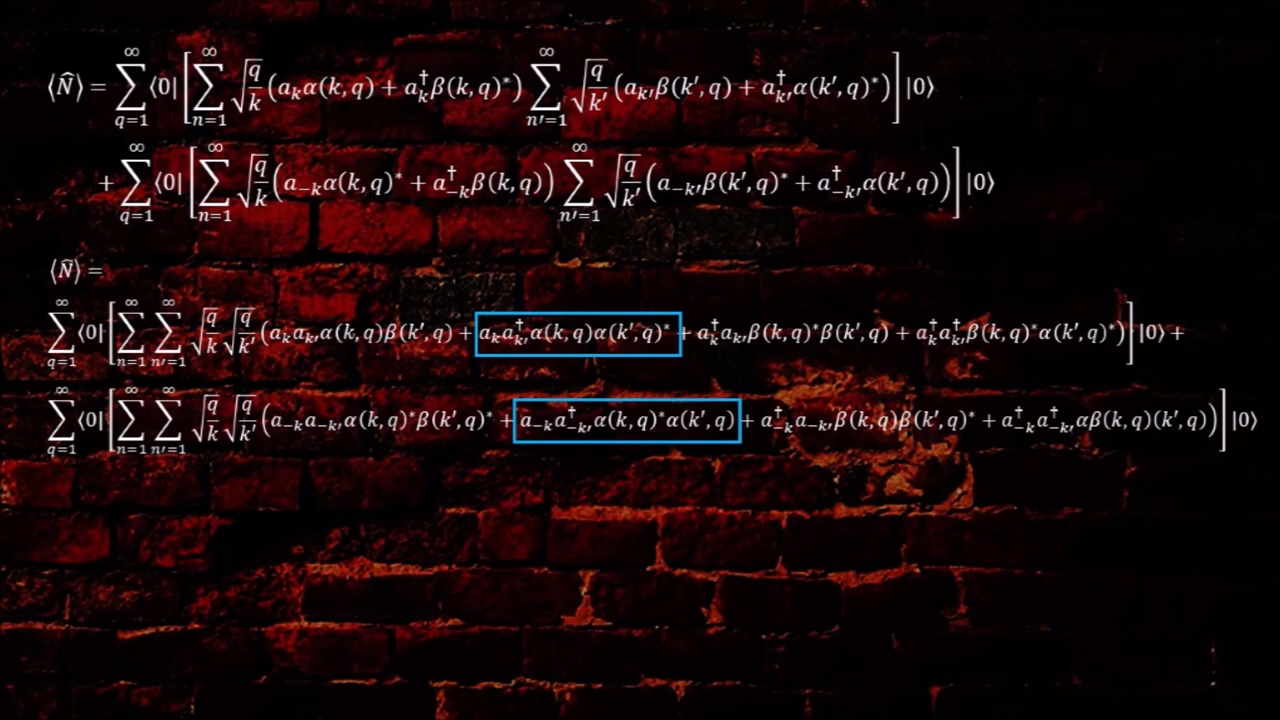 ⟨N̂⟩ = ∑_{q=1}^{∞} ⟨0| [ ∑_{n=1}^{∞} √(q/k) (a_k α(k, q) + a_k^† β(k, q)^*) ∑_{n′=1}^{∞} √(q/k′) (a_{k′} β(k′, q) + a_{k′}^† α(k′, q)^*) ] |0⟩
+ ∑_{q=1}^{∞} ⟨0| [ ∑_{n=1}^{∞} √(q/k) (a_{−k} α(k, q)^* + a_{−k}^† β(k, q)) ∑_{n′=1}^{∞} √(q/k′) (a_{−k′} β(k′, q)^* + a_{−k′}^† α(k′, q)) ] |0⟩
⟨N̂⟩ =
∑_{q=1}^{∞} ⟨0| [ ∑_{n=1}^{∞} ∑_{n′=1}^{∞} √(q/k) √(q/k′) (a_k a_{k′} α(k, q)β(k′, q) + a_k a_{k′}^† α(k, q)α(k′, q)^* + a_k^† a_{k′} β(k, q)^* β(k′, q) + a_k^† a_{k′}^† β(k, q)^* α(k′, q)^*) ] |0⟩ +
∑_{q=1}^{∞} ⟨0| [ ∑_{n=1}^{∞} ∑_{n′=1}^{∞} √(q/k) √(q/k′) (a_{−k} a_{−k′} α(k, q)^* β(k′, q)^* + a_{−k} a_{−k′}^† α(k, q)^* α(k′, q) + a_{−k}^† a_{−k′} β(k, q)β(k′, q)^* + a_{−k}^† a_{−k′}^† αβ(k, q)(k′, q)) ] |0⟩